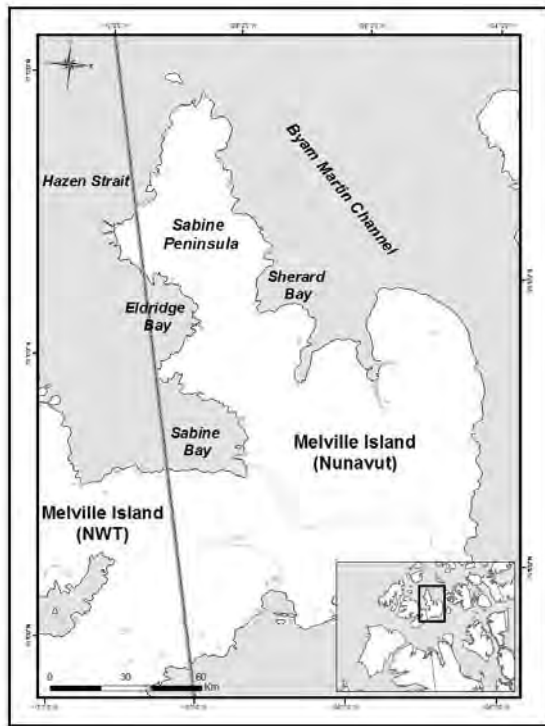 Hazen Strait
Byam Martin Channel
Sabine
Peninsula
Sherard
Bay
Eldridge
Bay
Sabine
Bay
Melville Island
(Nunavut)
Melville Island
(NWT)
0 30 60
Km